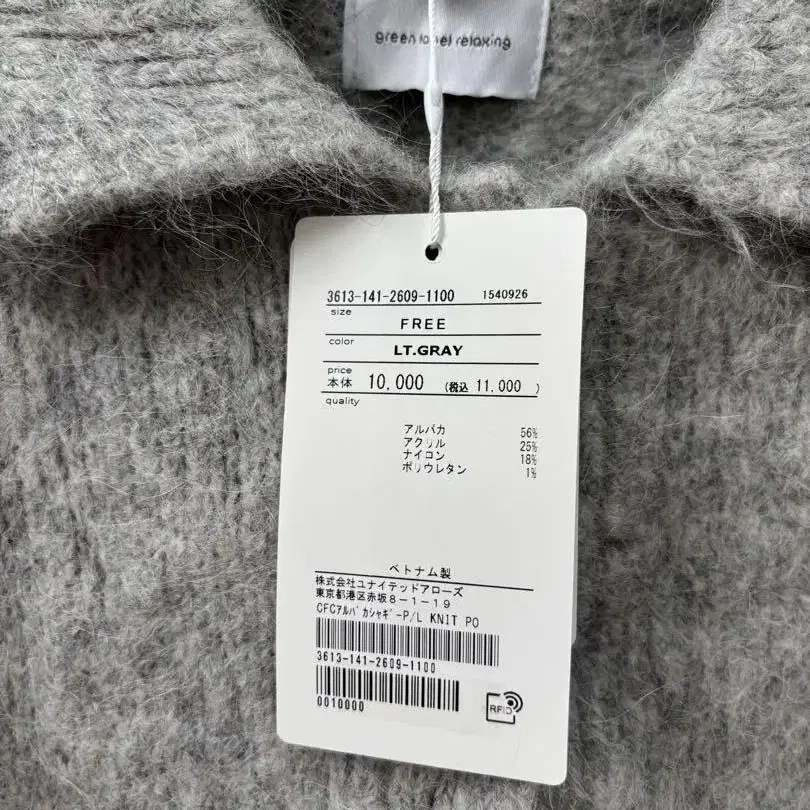 green label relaxing
3613-141-2609-1100 1540926
size
FREE
color
LT.GRAY
price
本体 10,000 (税込 11,000 )
quality
アルパカ 56%
アクリル 25%
ナイロン 18%
ポリウレタン 1%
ベトナム製
株式会社ユナイテッドアローズ
東京都港区赤坂8-1-19
CFCアルパカシャギ-P/L KNIT PO
3613-141-2609-1100
0010000
RFID